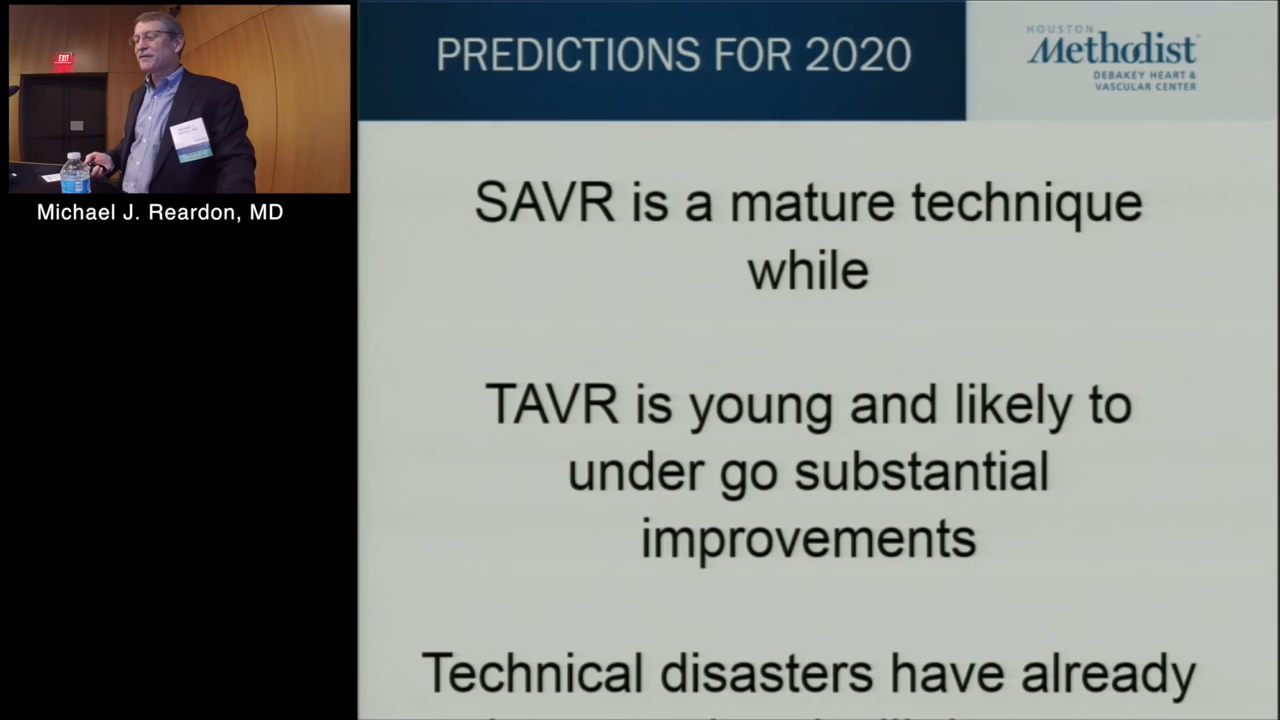 EXIT
Michael J. Reardon, MD
PREDICTIONS FOR 2020
HOUSTON
Methodist
DEBAKEY HEART &
VASCULAR CENTER
SAVR is a mature technique
while
TAVR is young and likely to
under go substantial
improvements
Technical disasters have already